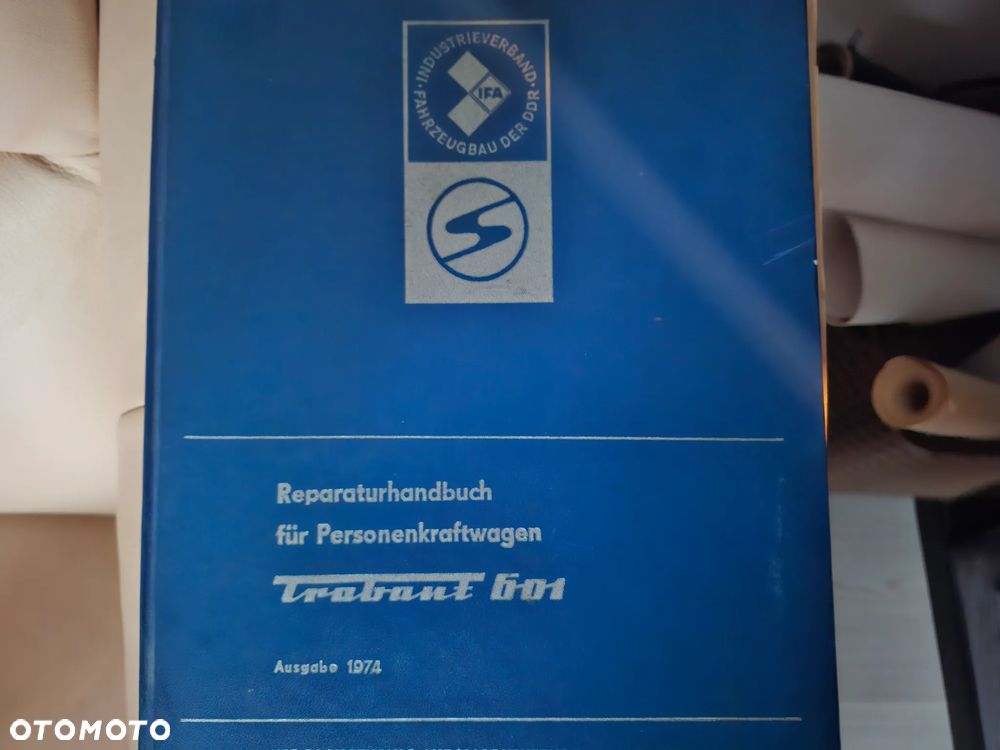 · INDUSTRIEVERBAND ·
FAHRZEUGBAU DER DDR
IFA
S
Reparaturhandbuch
für Personenkraftwagen
Trabant 601
Ausgabe 1974
OTOMOTO